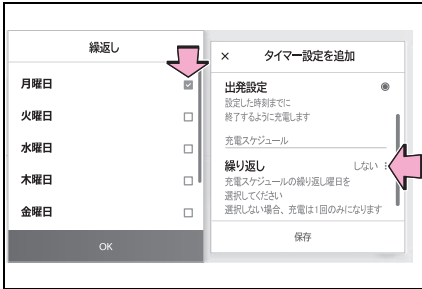 繰返し
月曜日
火曜日
水曜日
木曜日
金曜日
OK
× タイマー設定を追加
出発設定
設定した時刻までに
終了するように充電します
充電スケジュール
繰り返し しない
充電スケジュールの繰り返し曜日を
選択してください
選択しない場合、充電は1回のみになります
保存